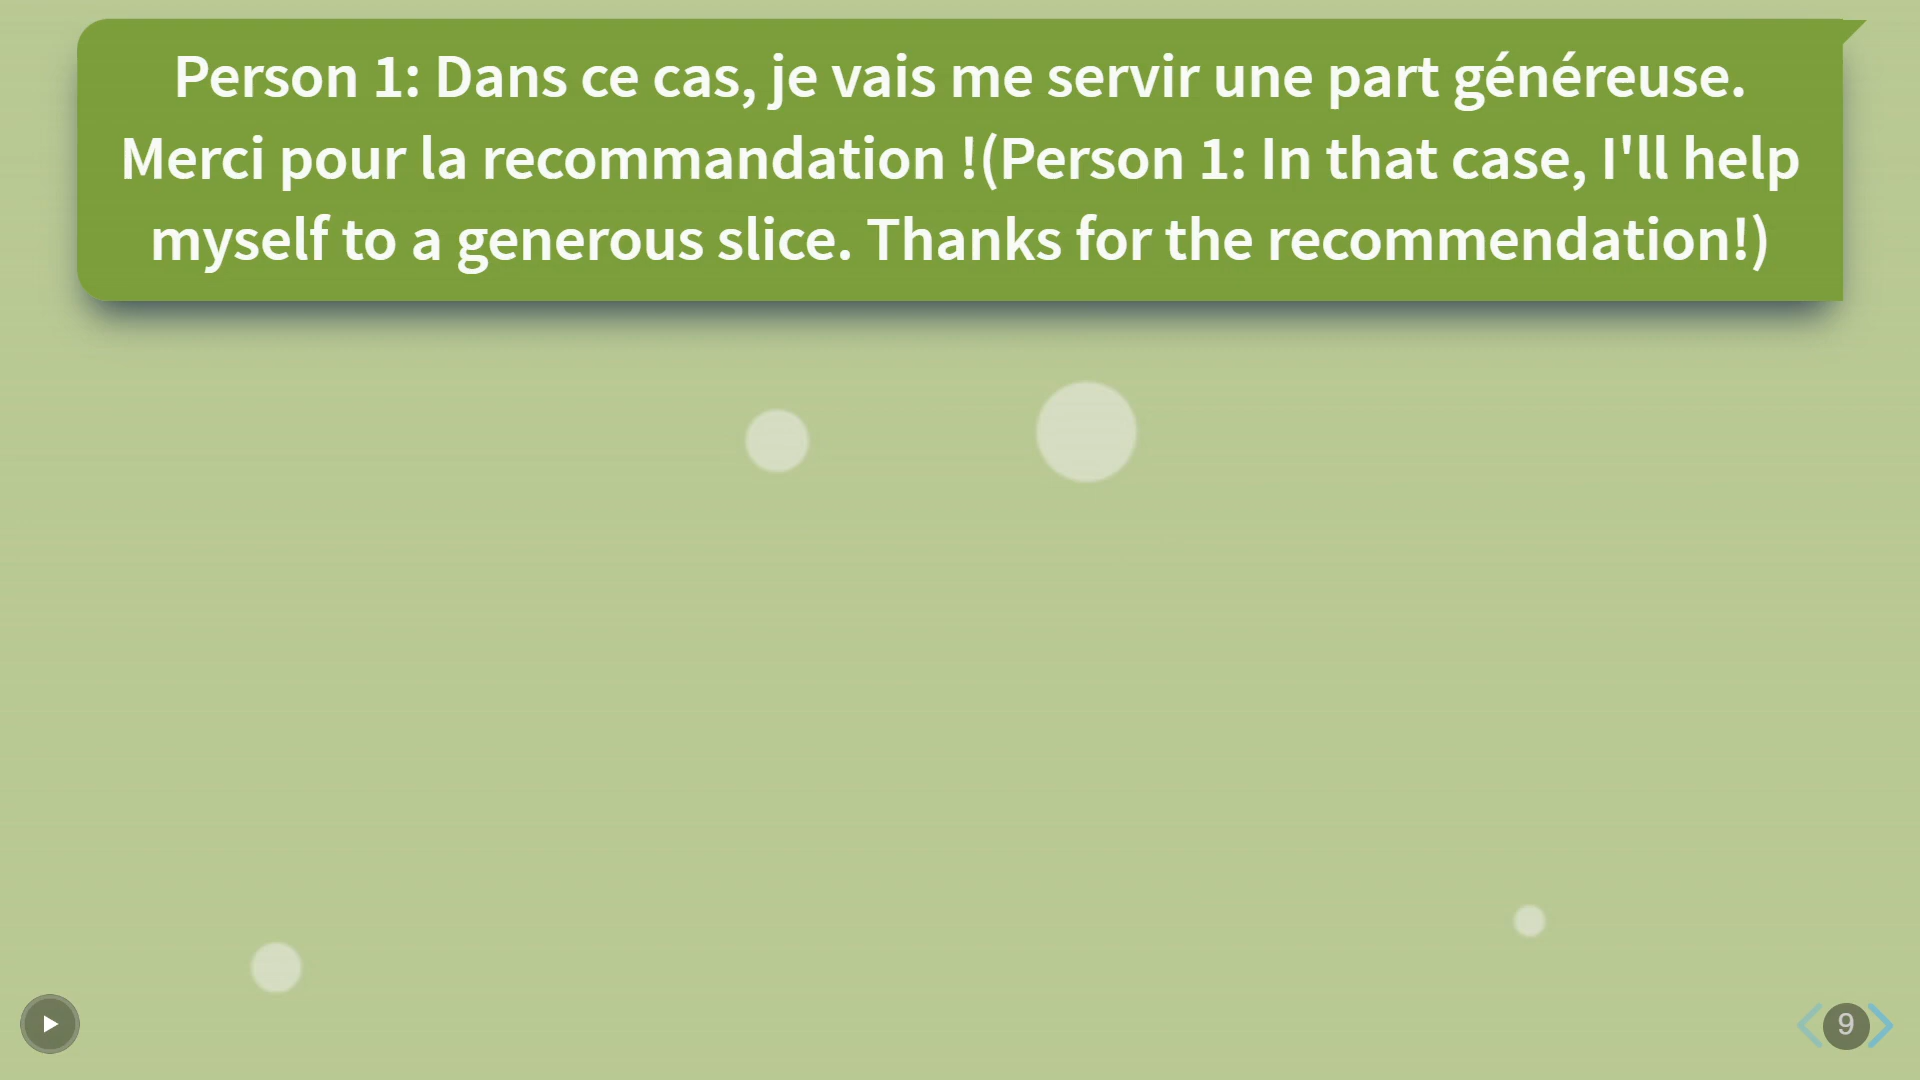 Person 1: Dans ce cas, je vais me servir une part généreuse.
Merci pour la recommandation !(Person 1: In that case, I'll help
myself to a generous slice. Thanks for the recommendation!)
9